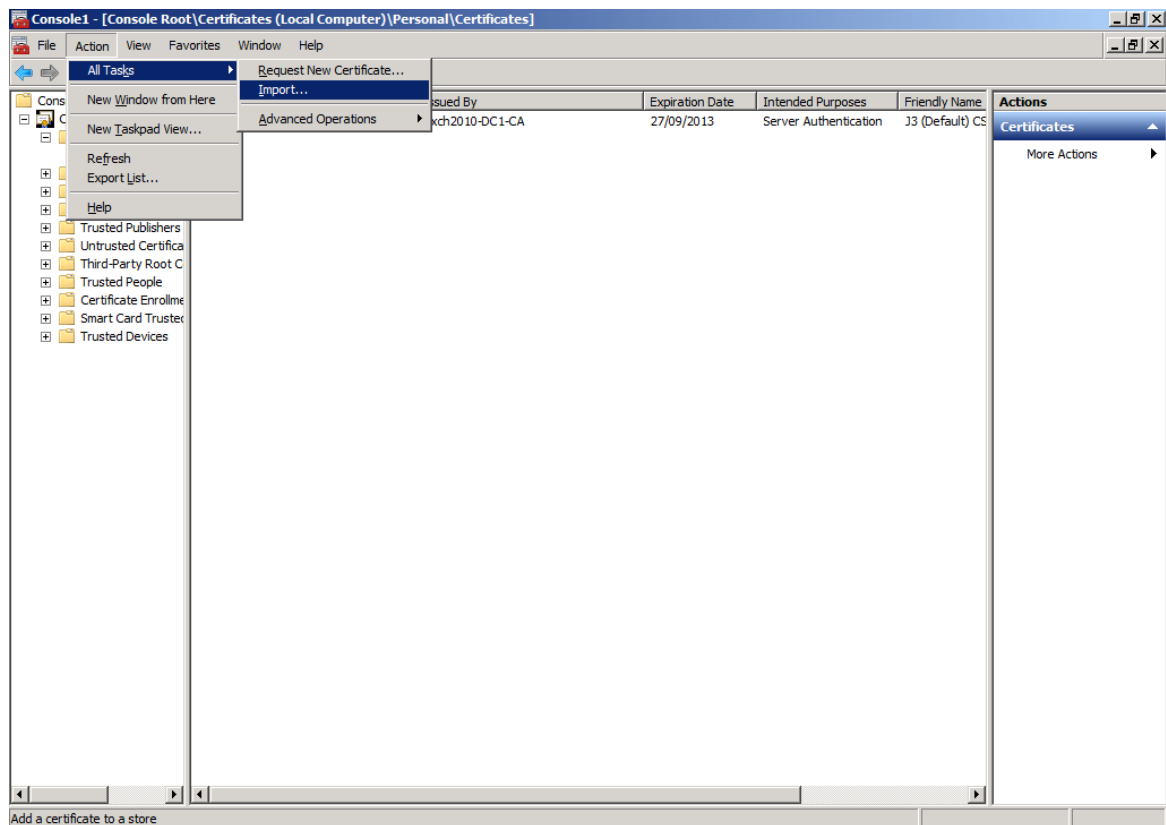 Console1 - [Console Root\Certificates (Local Computer)\Personal\Certificates]
File Action View Favorites Window Help
All Tasks
New Window from Here
New Taskpad View...
Refresh
Export List...
Help
Request New Certificate...
Import...
Advanced Operations
Cons
C
Trusted Publishers
Untrusted Certifica
Third-Party Root C
Trusted People
Certificate Enrollme
Smart Card Trusted
Trusted Devices
ssued By Expiration Date Intended Purposes Friendly Name
xch2010-DC1-CA 27/09/2013 Server Authentication J3 (Default) CS
Actions
Certificates
More Actions
Add a certificate to a store